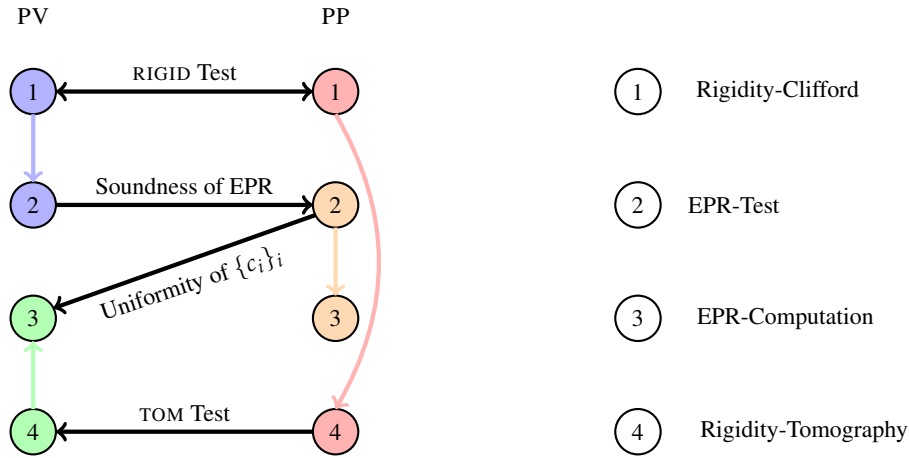 PV PP
1 RIGID Test 1 1 Rigidity-Clifford
2 Soundness of EPR 2 2 EPR-Test
Uniformity of {c_i}_i
3 3 3 EPR-Computation
4 TOM Test 4 4 Rigidity-Tomography